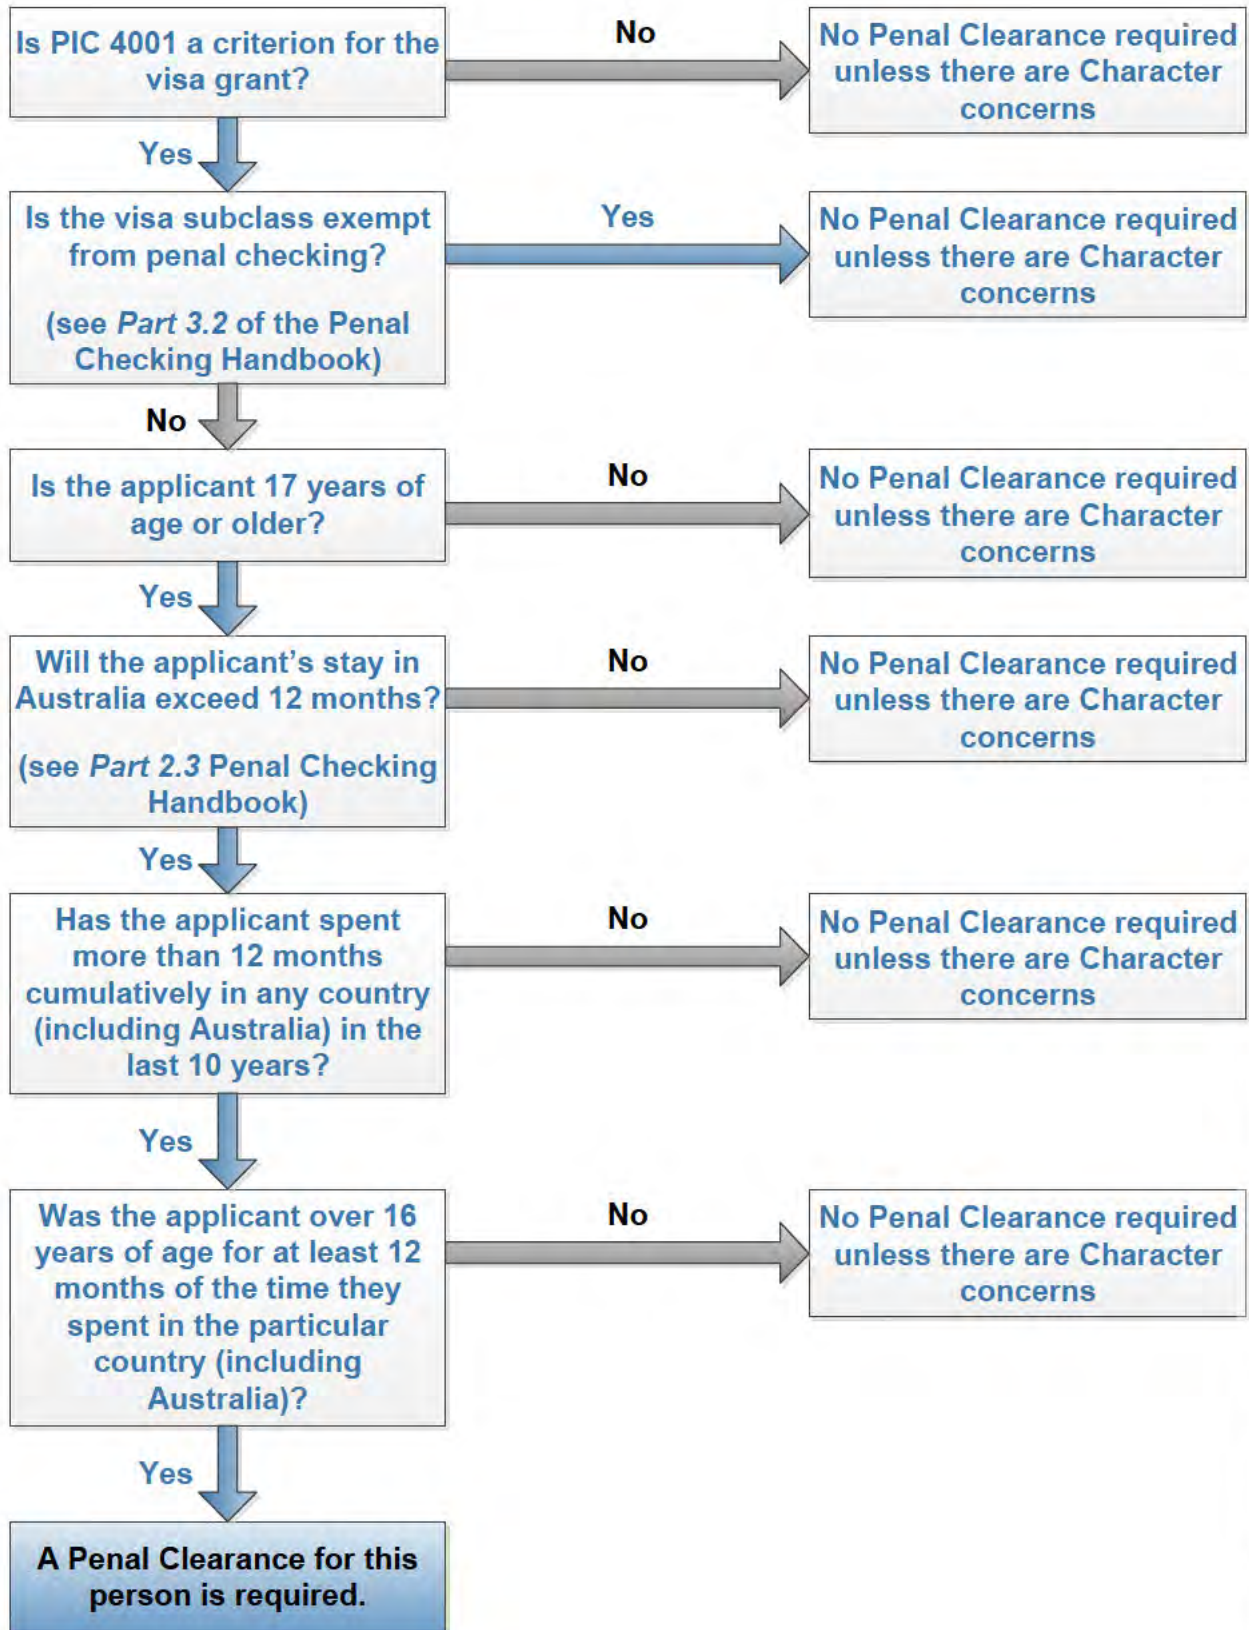 Is PIC 4001 a criterion for the
visa grant?
No
No Penal Clearance required
unless there are Character
concerns
Yes
Is the visa subclass exempt
from penal checking?
(see Part 3.2 of the Penal
Checking Handbook)
Yes
No Penal Clearance required
unless there are Character
concerns
No
Is the applicant 17 years of
age or older?
No
No Penal Clearance required
unless there are Character
concerns
Yes
Will the applicant’s stay in
Australia exceed 12 months?
(see Part 2.3 Penal Checking
Handbook)
No
No Penal Clearance required
unless there are Character
concerns
Yes
Has the applicant spent
more than 12 months
cumulatively in any country
(including Australia) in the
last 10 years?
No
No Penal Clearance required
unless there are Character
concerns
Yes
Was the applicant over 16
years of age for at least 12
months of the time they
spent in the particular
country (including
Australia)?
No
No Penal Clearance required
unless there are Character
concerns
Yes
A Penal Clearance for this
person is required.